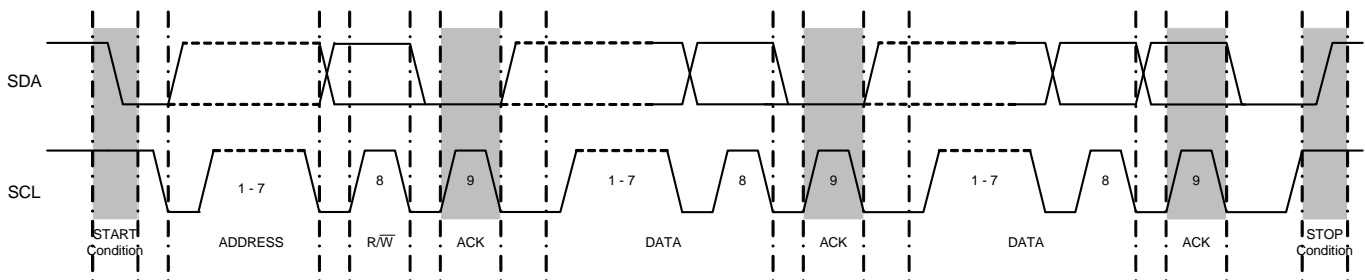 SDA
SCL
1 - 7
8
9
1 - 7
8
9
1 - 7
8
9
START
Condition
ADDRESS
R/W̅
ACK
DATA
ACK
DATA
ACK
STOP
Condition